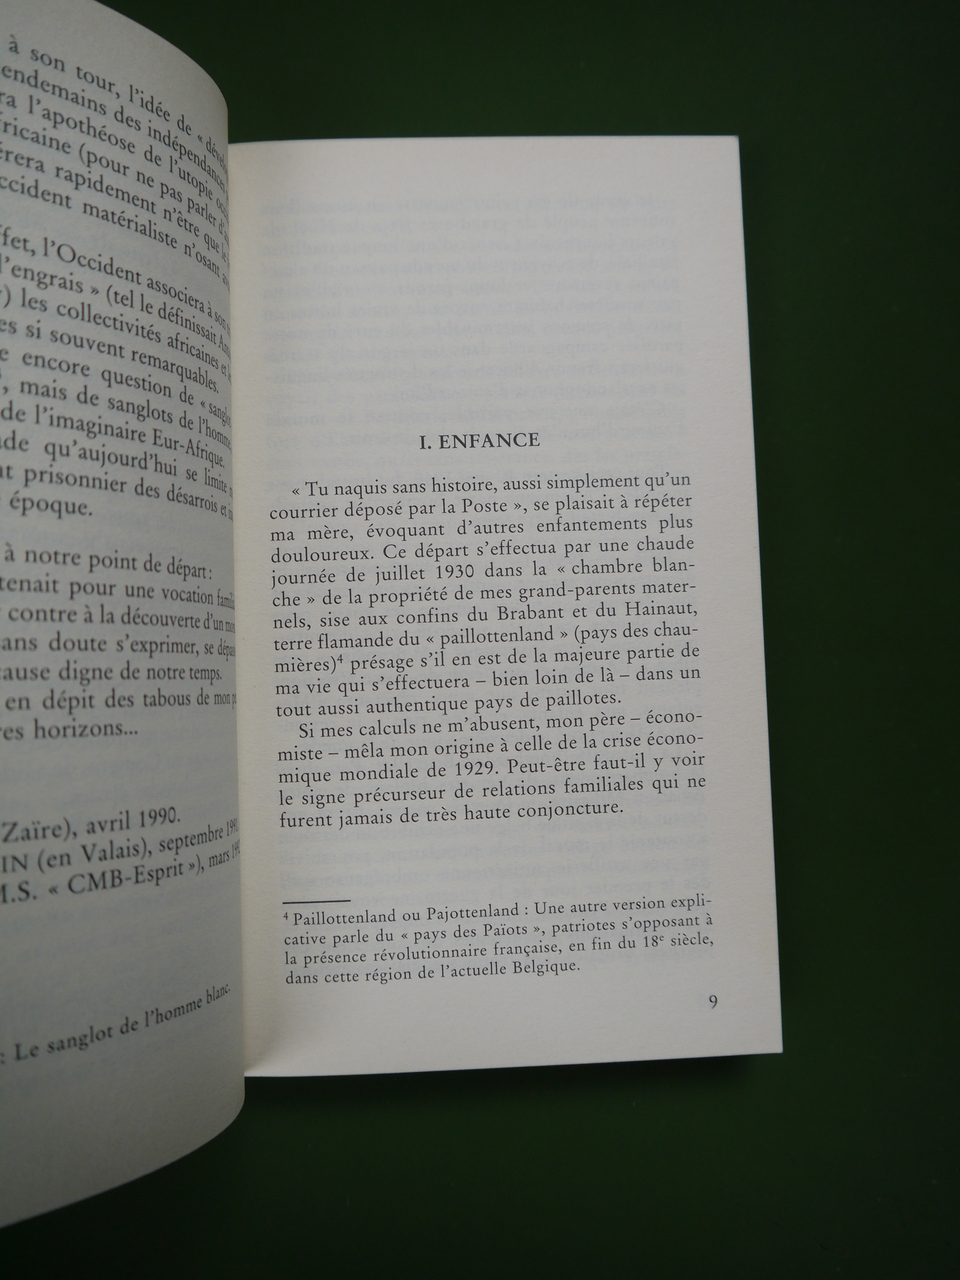 à son tour, l'idée de «
endemains des indépendances
ra l'apothéose de l'utopie
ricaine (pour ne pas parler
érera rapidement n'être que
ccident matérialiste n'osant
ffet, l'Occident associera à son
l'engrais » (tel le définissait
) les collectivités africaines et
es si souvent remarquables.
e encore question de «
, mais de sanglots de l'homme
de l'imaginaire Eur-Afrique.
de qu'aujourd'hui se limite
t prisonnier des désarrois et
époque.
à notre point de départ :
tenait pour une vocation
contre à la découverte d'un
ans doute s'exprimer, se
ause digne de notre temps.
en dépit des tabous de mon
es horizons...
Zaïre), avril 1990.
IN (en Valais), septembre
.S. « CMB-Esprit »), mars
: Le sanglot de l'homme blanc.
I. ENFANCE
« Tu naquis sans histoire, aussi simplement qu'un
courrier déposé par la Poste », se plaisait à répéter
ma mère, évoquant d'autres enfantements plus
douloureux. Ce départ s'effectua par une chaude
journée de juillet 1930 dans la « chambre blan-
che » de la propriété de mes grand-parents mater-
nels, sise aux confins du Brabant et du Hainaut,
terre flamande du « paillottenland » (pays des chau-
mières)⁴ présage s'il en est de la majeure partie de
ma vie qui s'effectuera – bien loin de là – dans un
tout aussi authentique pays de paillotes.
Si mes calculs ne m'abusent, mon père – écono-
miste – mêla mon origine à celle de la crise écono-
mique mondiale de 1929. Peut-être faut-il y voir
le signe précurseur de relations familiales qui ne
furent jamais de très haute conjoncture.
⁴ Paillottenland ou Pajottenland : Une autre version expli-
cative parle du « pays des Païots », patriotes s'opposant à
la présence révolutionnaire française, en fin du 18e siècle,
dans cette région de l'actuelle Belgique.
9